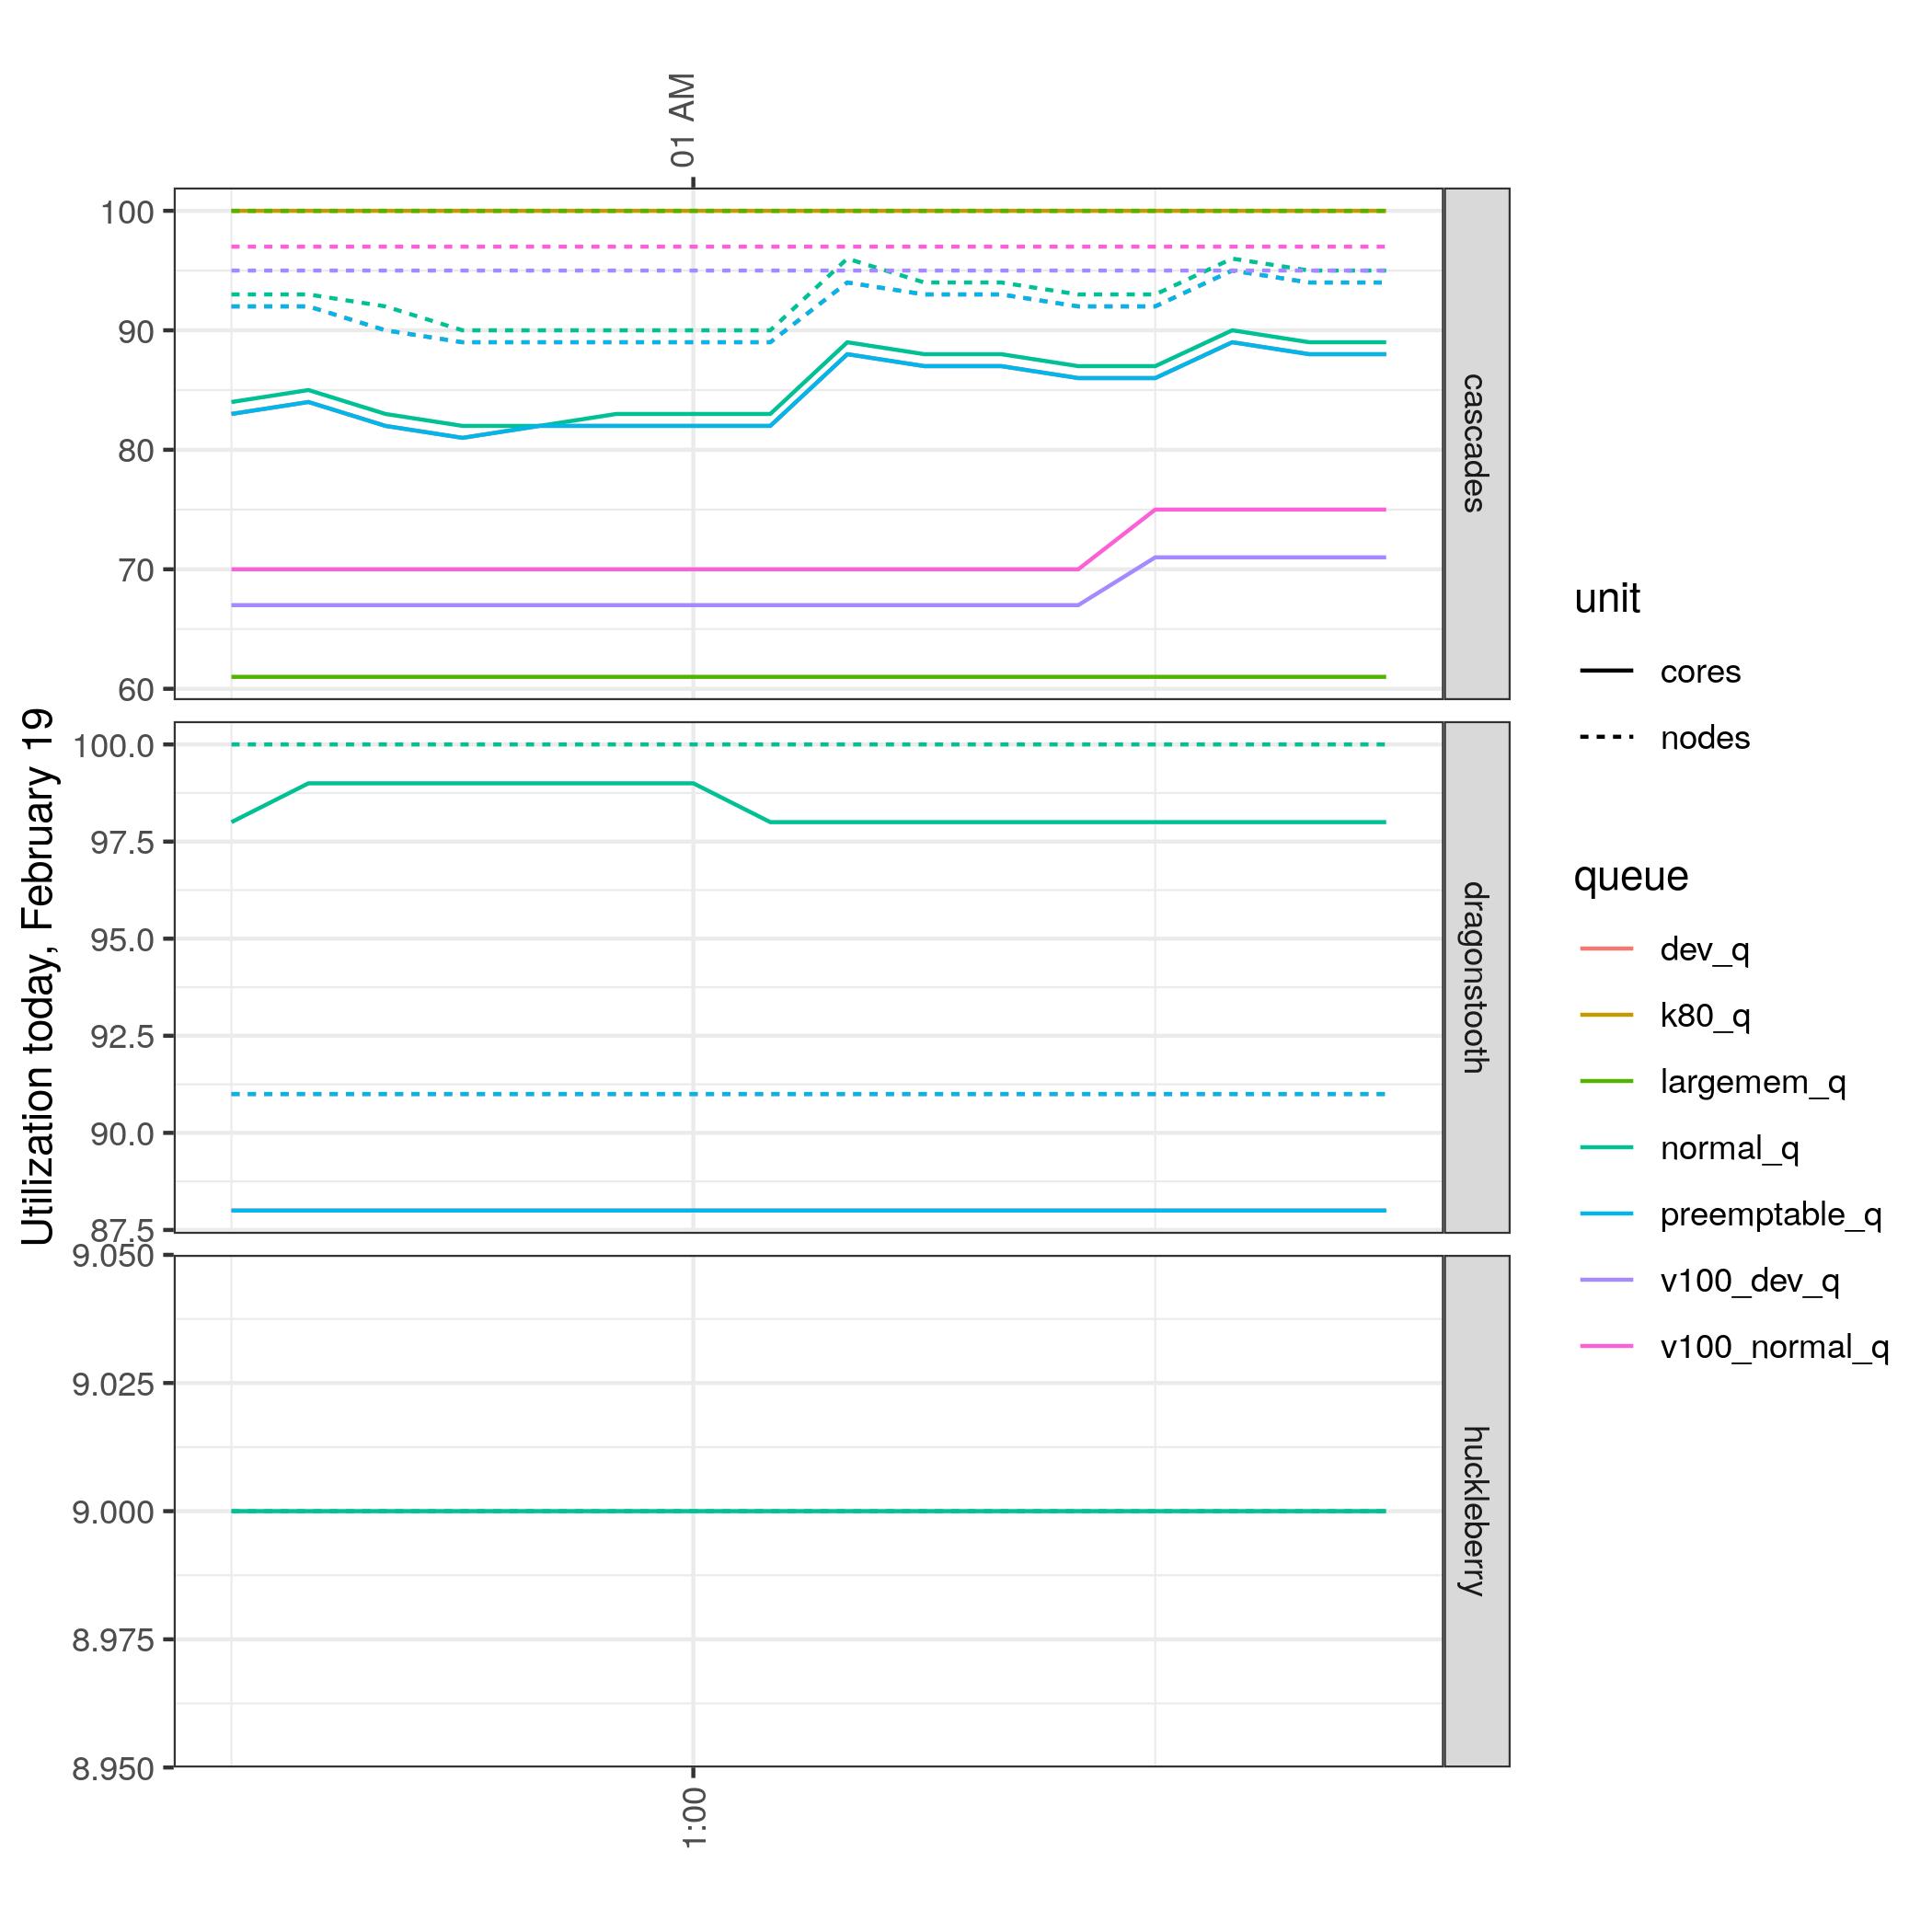 01 AM
100
90
80
70
60
cascades
Utilization today, February 19
100.0
97.5
95.0
92.5
90.0
87.5
dragonstooth
9.050
9.025
9.000
8.975
8.950
huckleberry
1:00
unit
cores
nodes
queue
dev_q
k80_q
largemem_q
normal_q
preemptable_q
v100_dev_q
v100_normal_q